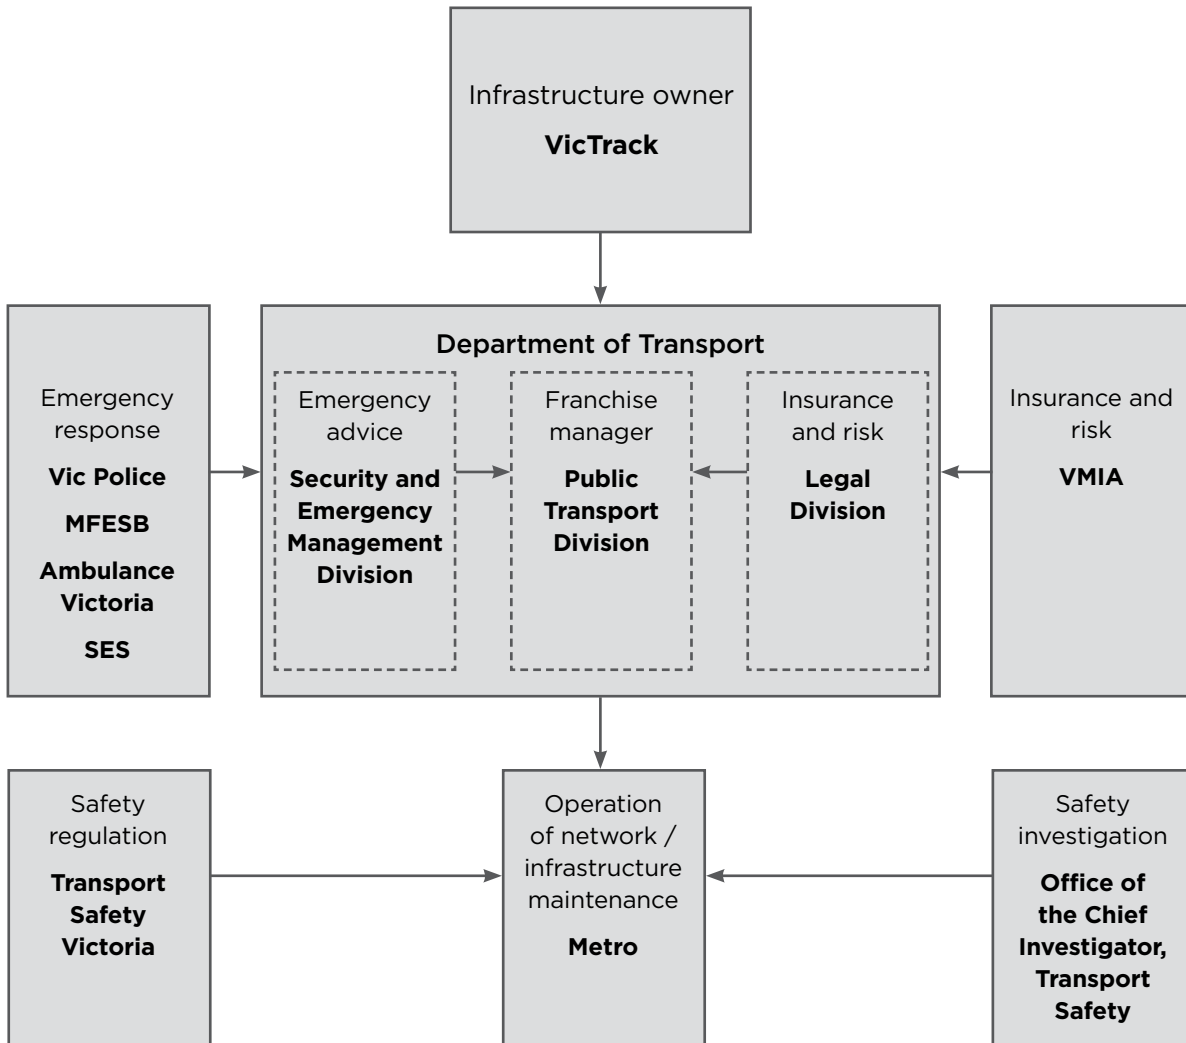 Infrastructure owner
VicTrack
Department of Transport
Emergency
response
Vic Police
MFESB
Ambulance
Victoria
SES
Emergency
advice
Security and
Emergency
Management
Division
Franchise
manager
Public
Transport
Division
Insurance
and risk
Legal
Division
Insurance and
risk
VMIA
Safety
regulation
Transport
Safety
Victoria
Operation
of network /
infrastructure
maintenance
Metro
Safety
investigation
Office of
the Chief
Investigator,
Transport
Safety